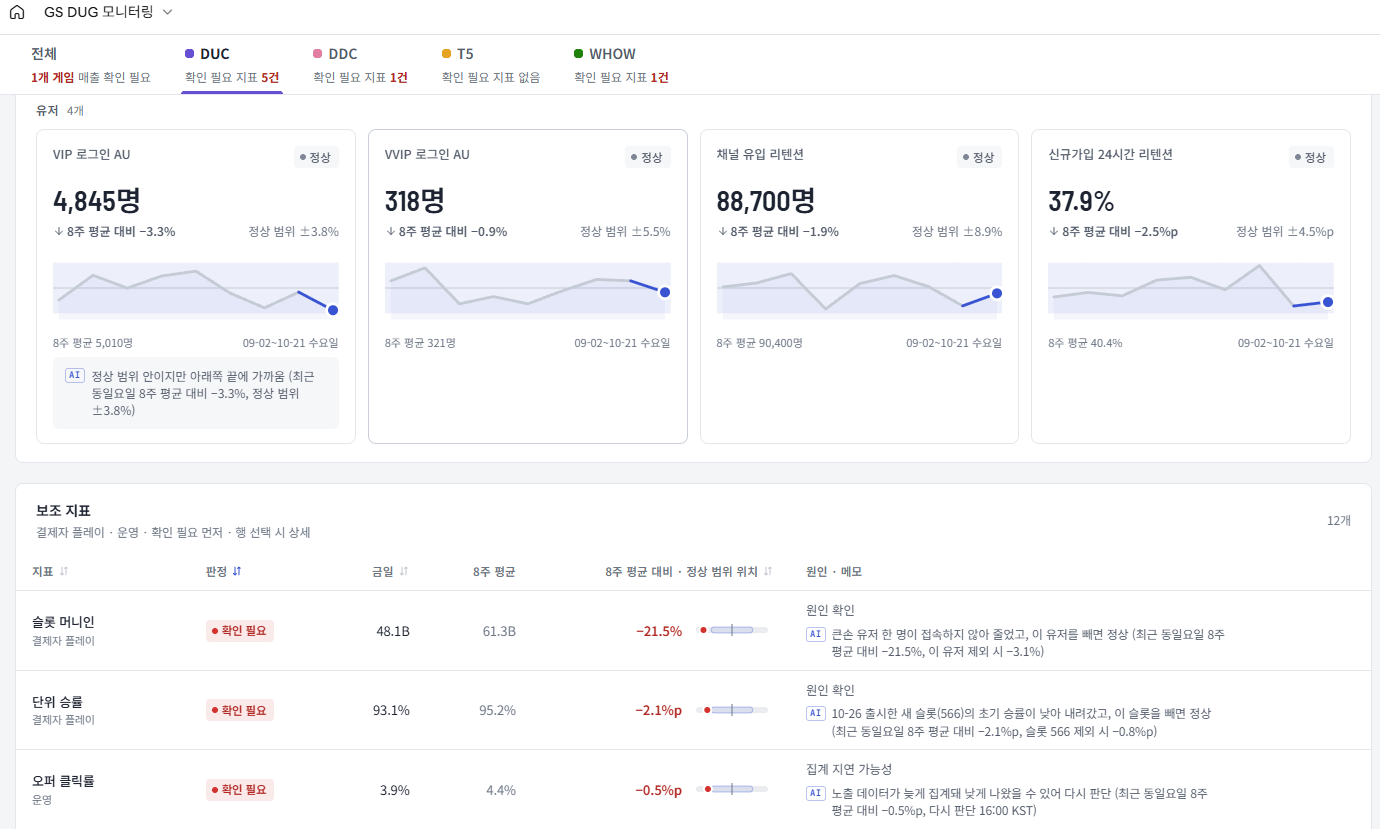 GS DUG 모니터링
전체
1개 게임 매출 확인 필요
DUC
확인 필요 지표 5건
DDC
확인 필요 지표 1건
T5
확인 필요 지표 없음
WHOW
확인 필요 지표 1건
유저 4개
VIP 로그인 AU
정상
4,845명
↓ 8주 평균 대비 −3.3%
정상 범위 ±3.8%
8주 평균 5,010명
09-02~10-21 수요일
AI 정상 범위 안이지만 아래쪽 끝에 가까움 (최근
동일요일 8주 평균 대비 −3.3%, 정상 범위
±3.8%)
VVIP 로그인 AU
정상
318명
↓ 8주 평균 대비 −0.9%
정상 범위 ±5.5%
8주 평균 321명
09-02~10-21 수요일
채널 유입 리텐션
정상
88,700명
↓ 8주 평균 대비 −1.9%
정상 범위 ±8.9%
8주 평균 90,400명
09-02~10-21 수요일
신규가입 24시간 리텐션
정상
37.9%
↓ 8주 평균 대비 −2.5%p
정상 범위 ±4.5%p
8주 평균 40.4%
09-02~10-21 수요일
보조 지표
결제자 플레이 · 운영 · 확인 필요 먼저 · 행 선택 시 상세
12개
지표 판정 금일 8주 평균 8주 평균 대비 · 정상 범위 위치 원인 · 메모
슬롯 머니인
결제자 플레이
확인 필요
48.1B
61.3B
−21.5%
원인 확인
AI 큰손 유저 한 명이 접속하지 않아 줄었고, 이 유저를 빼면 정상 (최근 동일요일 8주
평균 대비 −21.5%, 이 유저 제외 시 −3.1%)
단위 승률
결제자 플레이
확인 필요
93.1%
95.2%
−2.1%p
원인 확인
AI 10-26 출시한 새 슬롯(566)의 초기 승률이 낮아 내려갔고, 이 슬롯을 빼면 정상
(최근 동일요일 8주 평균 대비 −2.1%p, 슬롯 566 제외 시 −0.8%p)
오퍼 클릭률
운영
확인 필요
3.9%
4.4%
−0.5%p
집계 지연 가능성
AI 노출 데이터가 늦게 집계돼 낮게 나왔을 수 있어 다시 판단 (최근 동일요일 8주
평균 대비 −0.5%p, 다시 판단 16:00 KST)